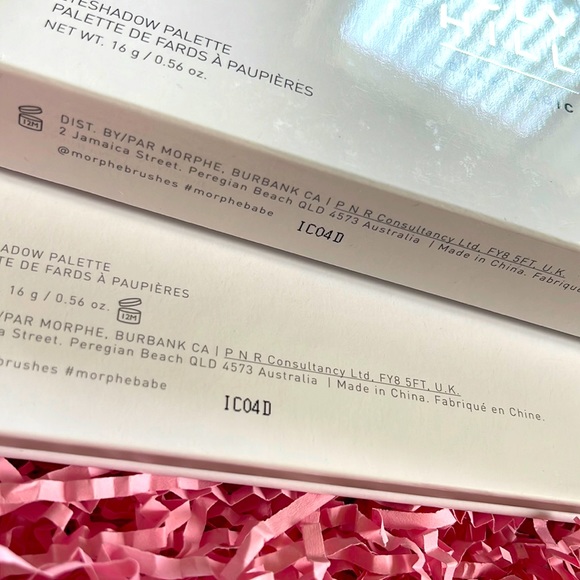 EYESHADOW PALETTE
PALETTE DE FARDS À PAUPIÈRES
NET WT. 16 g / 0.56 oz.
HILL
IC
12M
DIST. BY/PAR MORPHE, BURBANK CA | P N R Consultancy Ltd, FY8 5FT, U.K.
2 Jamaica Street. Peregian Beach QLD 4573 Australia | Made in China. Fabriqué
@morphebrushes #morphebabe
IC04D
ADOW PALETTE
TE DE FARDS À PAUPIÈRES
16 g / 0.56 oz.
12M
/PAR MORPHE, BURBANK CA | P N R Consultancy Ltd, FY8 5FT, U.K.
a Street. Peregian Beach QLD 4573 Australia | Made in China. Fabriqué en Chine.
brushes #morphebabe
IC04D